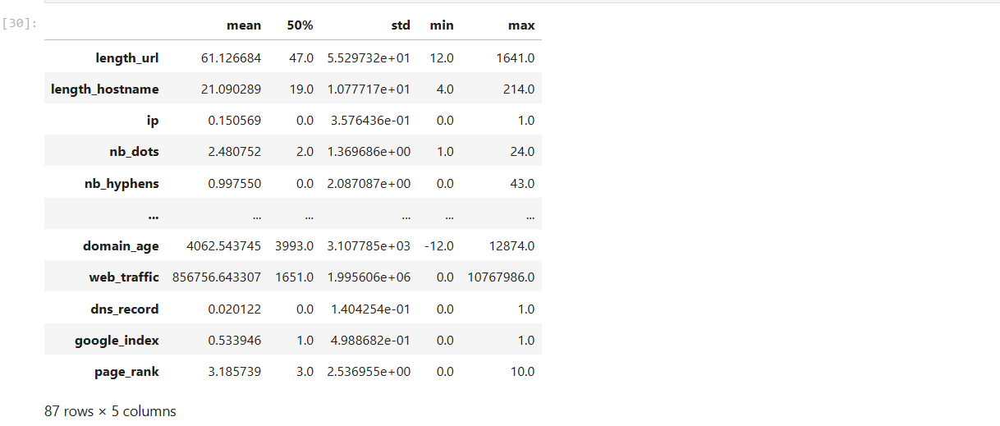 [30]:
mean 50% std min max
length_url 61.126684 47.0 5.529732e+01 12.0 1641.0
length_hostname 21.090289 19.0 1.077717e+01 4.0 214.0
ip 0.150569 0.0 3.576436e-01 0.0 1.0
nb_dots 2.480752 2.0 1.369686e+00 1.0 24.0
nb_hyphens 0.997550 0.0 2.087087e+00 0.0 43.0
... ... ... ... ... ...
domain_age 4062.543745 3993.0 3.107785e+03 -12.0 12874.0
web_traffic 856756.643307 1651.0 1.995606e+06 0.0 10767986.0
dns_record 0.020122 0.0 1.404254e-01 0.0 1.0
google_index 0.533946 1.0 4.988682e-01 0.0 1.0
page_rank 3.185739 3.0 2.536955e+00 0.0 10.0
87 rows × 5 columns